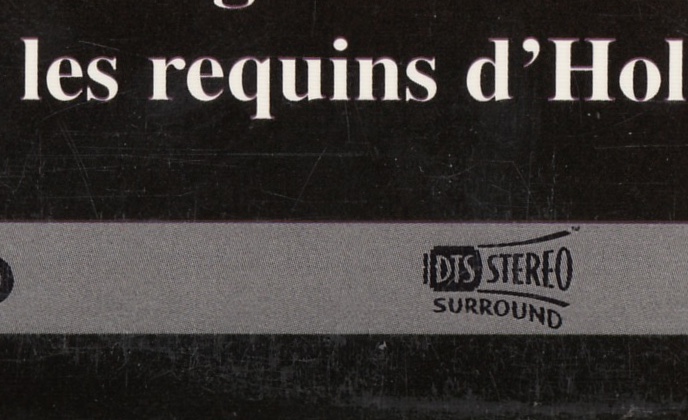 les requins d'Hol
DTS STEREO
SURROUND